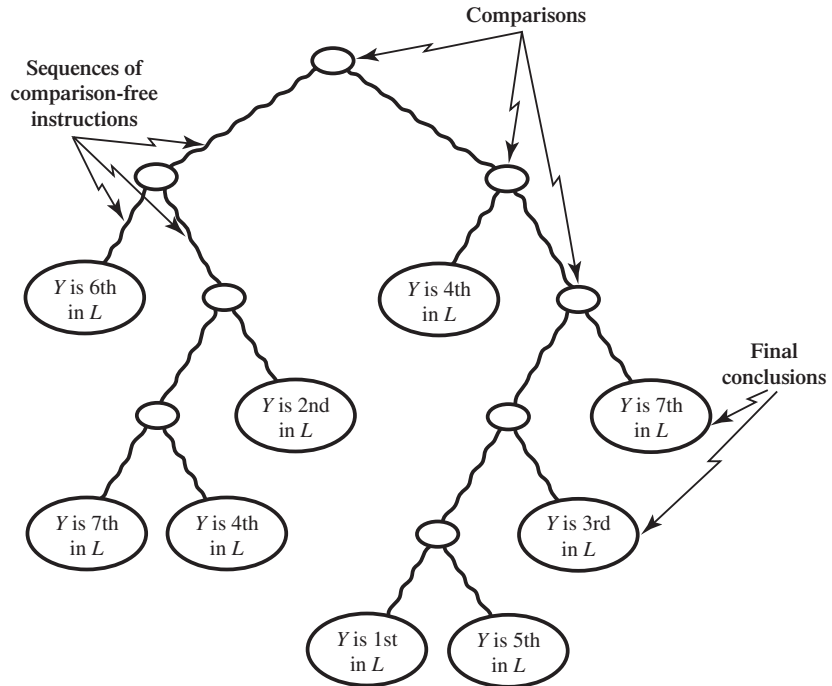 Comparisons
Sequences of
comparison-free
instructions
Y is 6th
in L
Y is 4th
in L
Final
conclusions
Y is 2nd
in L
Y is 7th
in L
Y is 7th
in L
Y is 4th
in L
Y is 3rd
in L
Y is 1st
in L
Y is 5th
in L